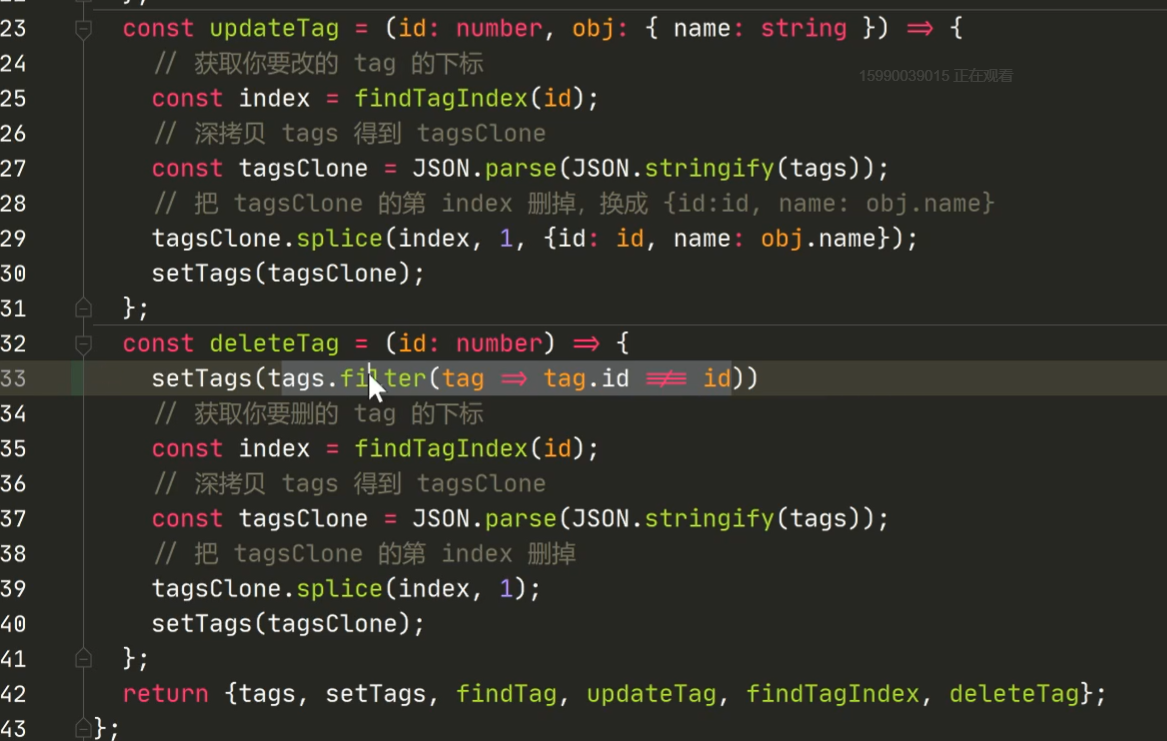 23 const updateTag = (id: number, obj: { name: string }) => {
24 // 获取你要改的 tag 的下标
15990039015 正在观看
25 const index = findTagIndex(id);
26 // 深拷贝 tags 得到 tagsClone
27 const tagsClone = JSON.parse(JSON.stringify(tags));
28 // 把 tagsClone 的第 index 删掉，换成 {id:id, name: obj.name}
29 tagsClone.splice(index, 1, {id: id, name: obj.name});
30 setTags(tagsClone);
31 };
32 const deleteTag = (id: number) => {
33 setTags(tags.filter(tag => tag.id !== id))
34 // 获取你要删的 tag 的下标
35 const index = findTagIndex(id);
36 // 深拷贝 tags 得到 tagsClone
37 const tagsClone = JSON.parse(JSON.stringify(tags));
38 // 把 tagsClone 的第 index 删掉
39 tagsClone.splice(index, 1);
40 setTags(tagsClone);
41 };
42 return {tags, setTags, findTag, updateTag, findTagIndex, deleteTag};
43 };